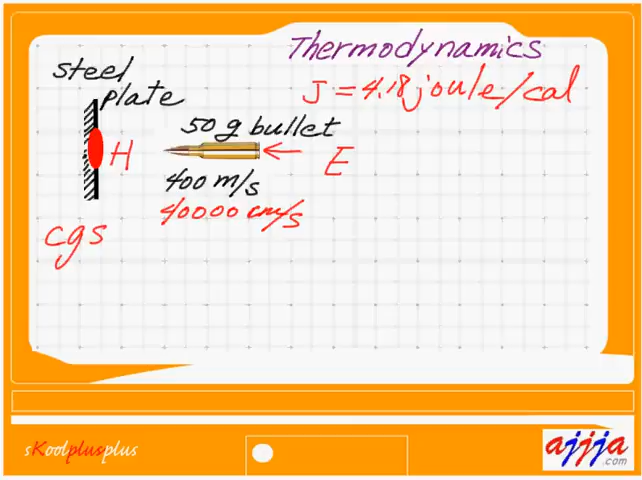 Thermodynamics
steel
plate
J = 4.18 joule/cal
50 g bullet
H
E
400 m/s
40000 cm/s
cgs
sKoolplusplus
ajjja
.com